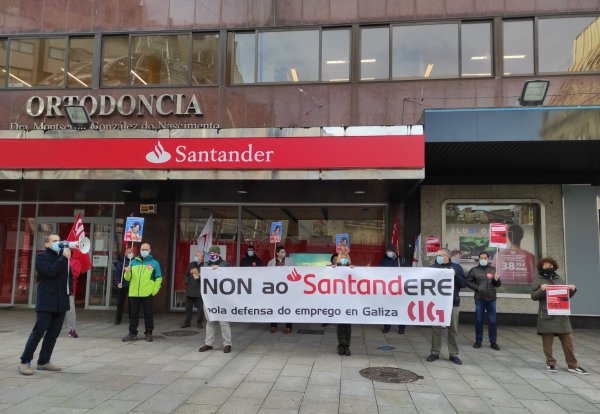 ORTODONCIA
Dra. Montserrat González do Nascimento
Santander
NON ao SantandERE
pola defensa do emprego en Galiza CIG